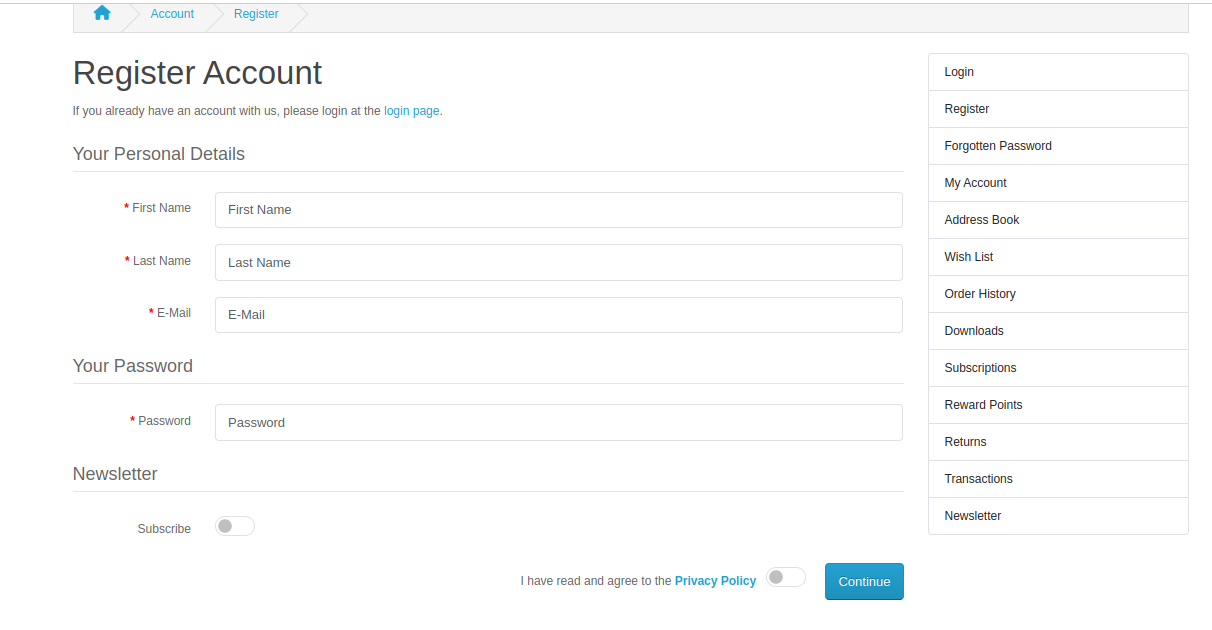 Account
Register
Register Account
If you already have an account with us, please login at the login page.
Your Personal Details
* First Name
First Name
* Last Name
Last Name
* E-Mail
E-Mail
Your Password
* Password
Password
Newsletter
Subscribe
I have read and agree to the Privacy Policy
Continue
Login
Register
Forgotten Password
My Account
Address Book
Wish List
Order History
Downloads
Subscriptions
Reward Points
Returns
Transactions
Newsletter